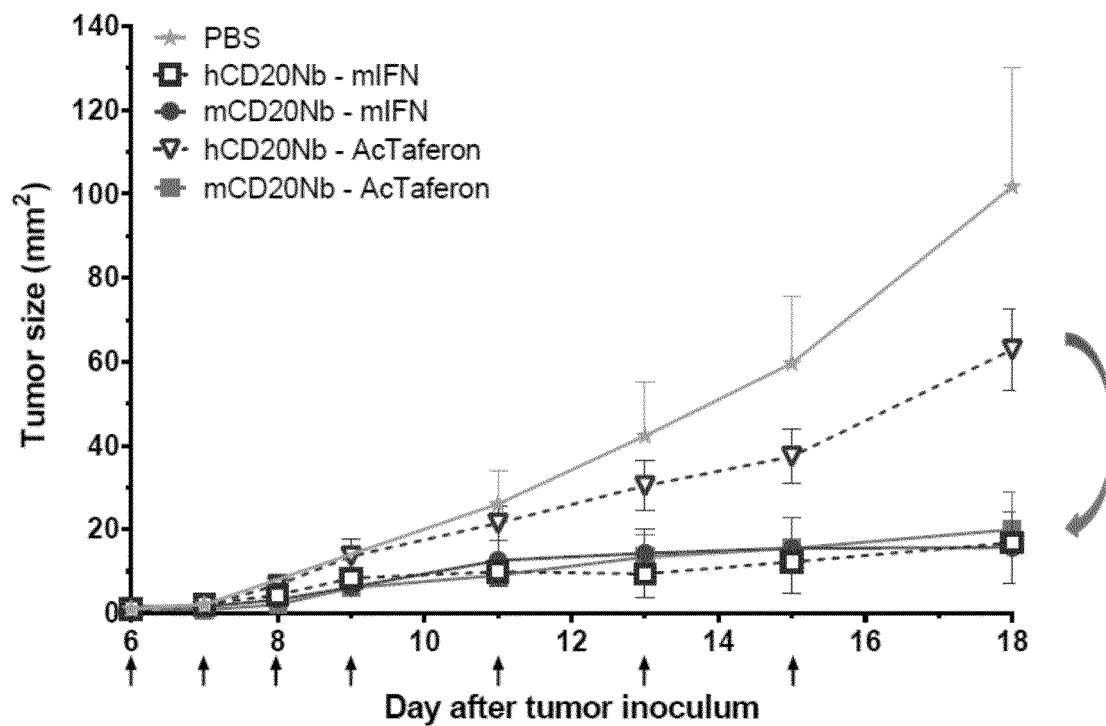 140
120
100
80
60
40
20
0
Tumor size (mm²)
PBS
hCD20Nb - mIFN
mCD20Nb - mIFN
hCD20Nb - AcTaferon
mCD20Nb - AcTaferon
6 8 10 12 14 16 18
Day after tumor inoculum